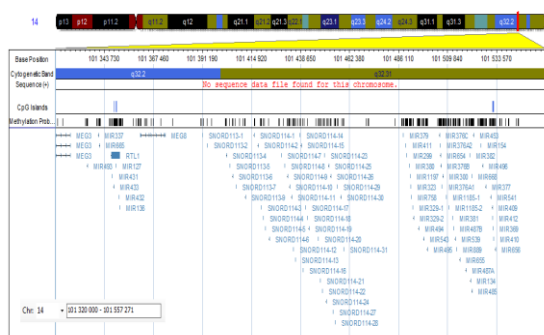 14
p13 p12 p11.2 q11.2 q12 q21.1 q21.2 q21.3 q22.1 q23.1 q23.3 q24.2 q24.3 q31.1 q31.3 q32.2
Base Position 101 343 730 101 367 460 101 391 190 101 414 920 101 438 650 101 462 380 101 486 110 101 509 840 101 533 570
Cytogenetic Band q32.2 q32.31
Sequence (+) No sequence data file found for this chromosome.
CpG Islands
Methylation Prob...
MEG3 MIR337 MEG8 SNORD113-1 SNORD114-1 SNORD114-14 MIR379 MIR376C MIR453
MEG3 MIR665 SNORD113-2 SNORD114-2 SNORD114-15 MIR411 MIR376A2 MIR154
MEG3 RTL1 SNORD113-4 SNORD114-7 SNORD114-23 MIR299 MIR654 MIR382
MIR127 SNORD113-6 SNORD114-8 SNORD114-25 MIR380 MIR496
MIR431 SNORD114-10 SNORD114-29 MIR1197 MIR300 MIR668
MIR433 SNORD113-7 MIR323 MIR376A1 MIR377
MIR432 SNORD113-9 SNORD114-11 SNORD114-30 MIR758 MIR1185-1 MIR541
MIR136 SNORD114-17 MIR329-1 MIR1185-2 MIR409
SNORD114-4 SNORD114-18 MIR329-2 MIR381 MIR412
SNORD114-5 SNORD114-19 MIR494 MIR487B MIR369
SNORD114-6 SNORD114-20 MIR543 MIR539 MIR410
SNORD114-12 SNORD114-31 MIR495 MIR889 MIR656
SNORD114-13 MIR655
SNORD114-16 MIR487A
SNORD114-21 MIR134
SNORD114-22 MIR485
SNORD114-24
SNORD114-27
SNORD114-28
Chr: 14 101 320 000 - 101 557 271